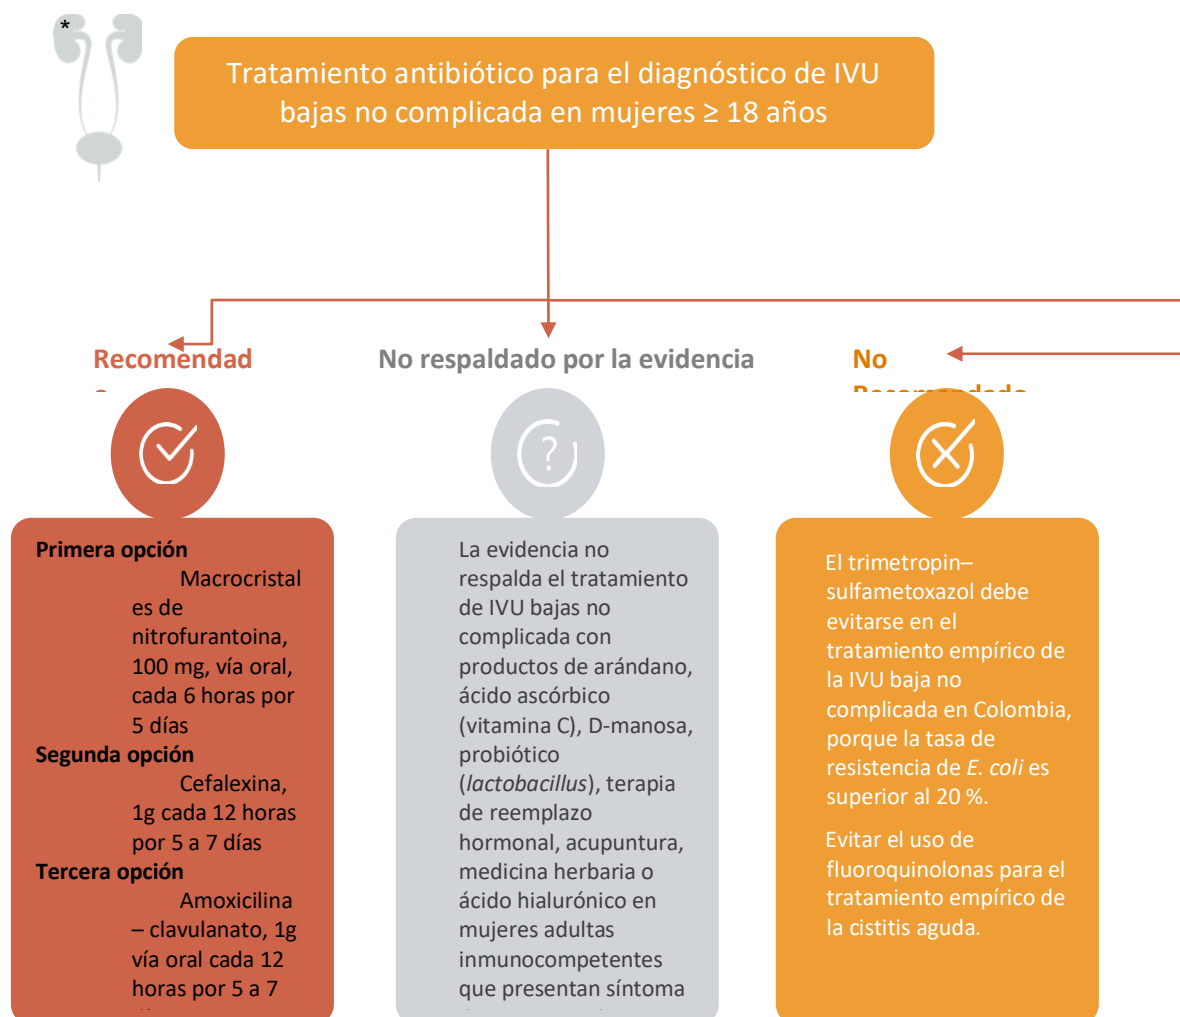 *
Tratamiento antibiótico para el diagnóstico de IVU
bajas no complicada en mujeres ≥ 18 años
Recomendad
No respaldado por la evidencia
No
Recomendado
Primera opción
Macrocristal
es de
nitrofurantoina,
100 mg, vía oral,
cada 6 horas por
5 días
Segunda opción
Cefalexina,
1g cada 12 horas
por 5 a 7 días
Tercera opción
Amoxicilina
– clavulanato, 1g
vía oral cada 12
horas por 5 a 7
?
La evidencia no
respalda el tratamiento
de IVU bajas no
complicada con
productos de arándano,
ácido ascórbico
(vitamina C), D-manosa,
probiótico
(lactobacillus), terapia
de reemplazo
hormonal, acupuntura,
medicina herbaria o
ácido hialurónico en
mujeres adultas
inmunocompetentes
que presentan síntoma
El trimetropin–
sulfametoxazol debe
evitarse en el
tratamiento empírico de
la IVU baja no
complicada en Colombia,
porque la tasa de
resistencia de E. coli es
superior al 20 %.
Evitar el uso de
fluoroquinolonas para el
tratamiento empírico de
la cistitis aguda.